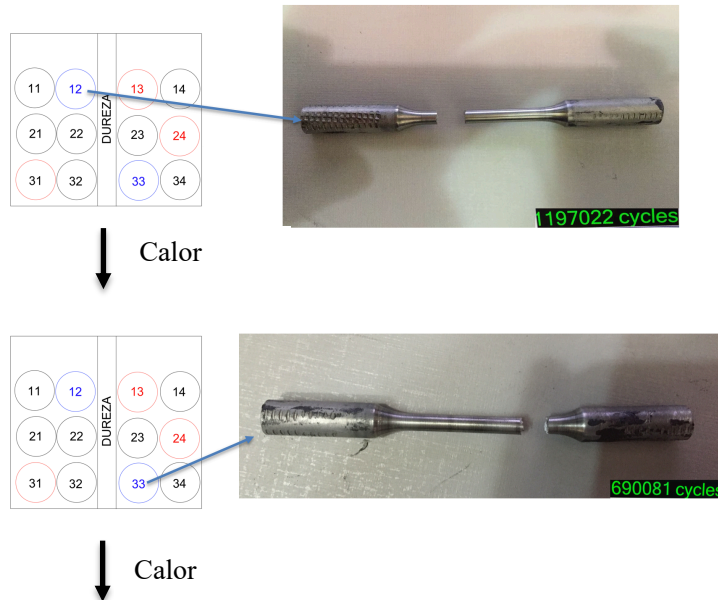 11 12 13 14
21 22 23 24
31 32 33 34
DUREZA
1197022 cycles
Calor
11 12 13 14
21 22 23 24
31 32 33 34
DUREZA
690081 cycles
Calor